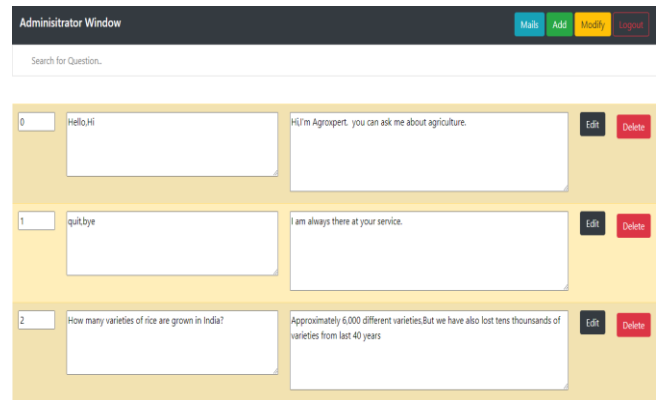 Adminisitrator Window Mails Add Modify Logout
Search for Question..
0 Hello,Hi Hi,I'm Agroxpert. you can ask me about agriculture. Edit Delete
1 quit,bye I am always there at your service. Edit Delete
2 How many varieties of rice are grown in India? Approximately 6,000 different varieties,But we have also lost tens thounsands of Edit Delete
varieties from last 40 years